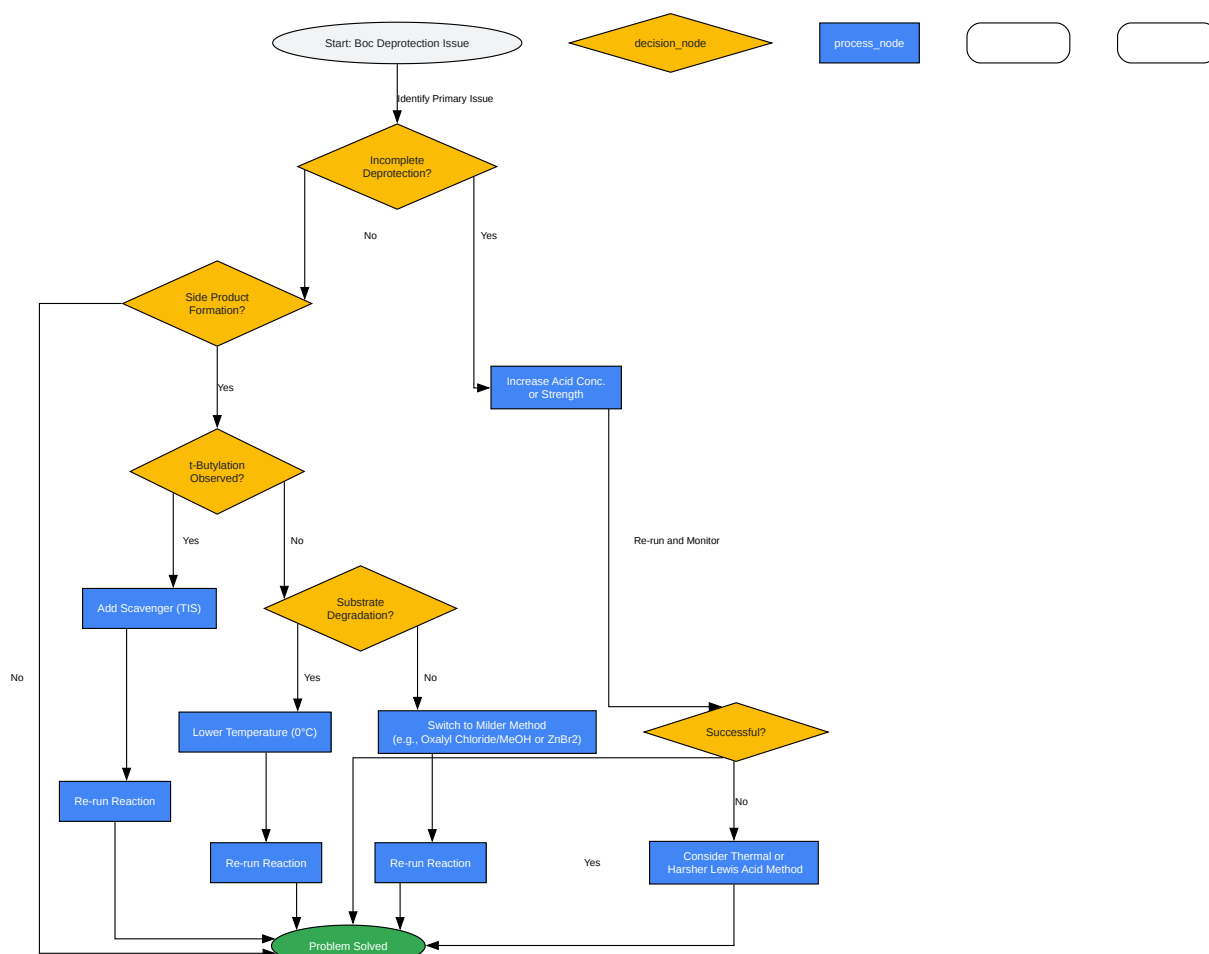 Start: Boc Deprotection Issue
decision_node
process_node
Identify Primary Issue
Incomplete
Deprotection?
No
Yes
Side Product
Formation?
Yes
Increase Acid Conc.
or Strength
t-Butylation
Observed?
Yes
No
Re-run and Monitor
Add Scavenger (TIS)
Substrate
Degradation?
No
Yes
No
Lower Temperature (0°C)
Switch to Milder Method
(e.g., Oxalyl Chloride/MeOH or ZnBr2)
Successful?
Re-run Reaction
No
Re-run Reaction
Re-run Reaction
Yes
Consider Thermal or
Harsher Lewis Acid Method
Problem Solved